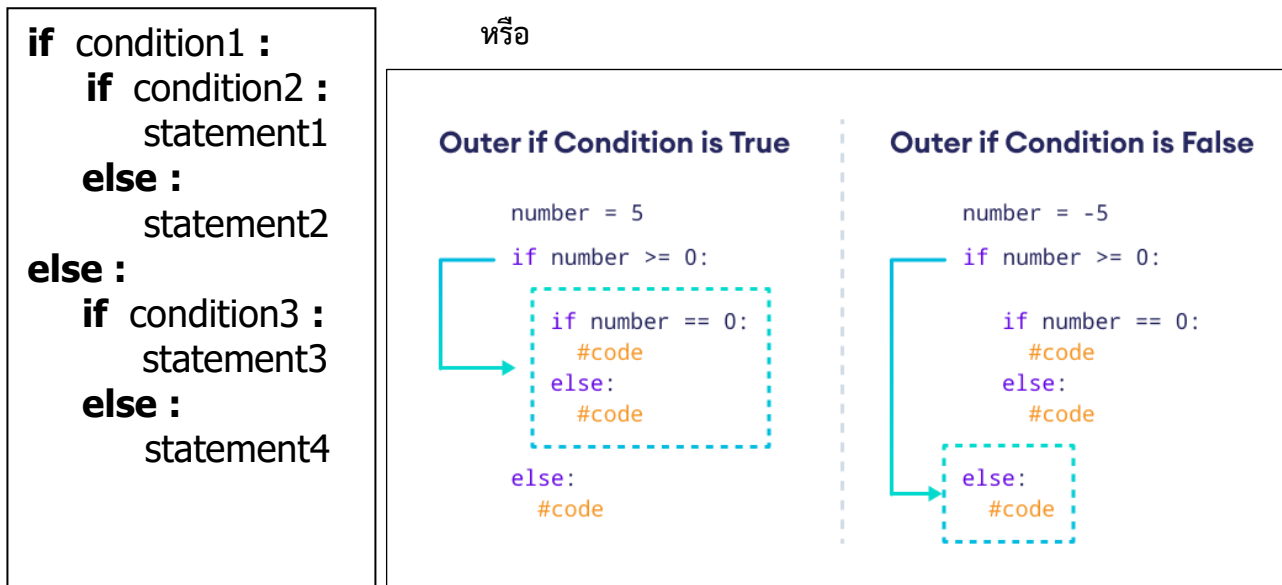 if condition1 :
if condition2 :
statement1
else :
statement2
else :
if condition3 :
statement3
else :
statement4
หรือ
Outer if Condition is True
number = 5
if number >= 0:
if number == 0:
#code
else:
#code
else:
#code
Outer if Condition is False
number = -5
if number >= 0:
if number == 0:
#code
else:
#code
else:
#code